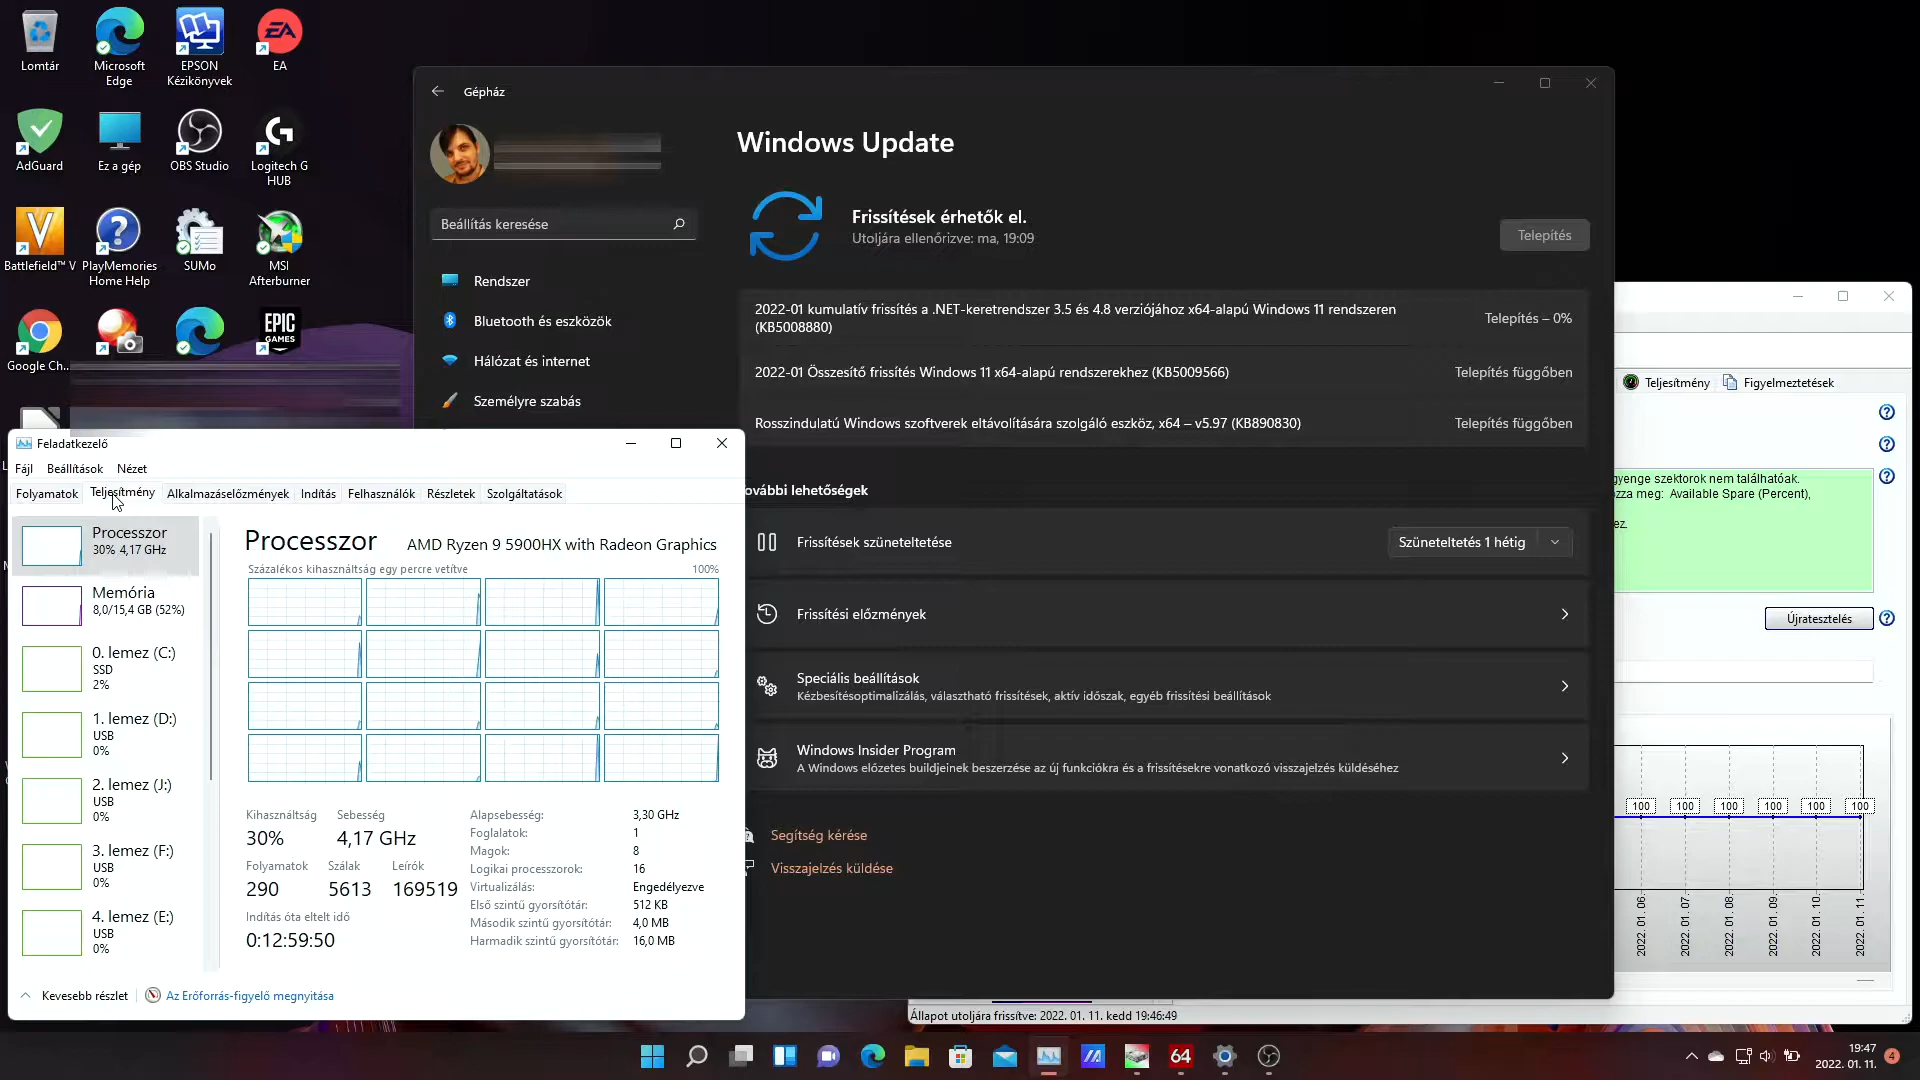 Lomtár
Microsoft
Edge
EPSON
Kézikönyvek
EA
AdGuard
Ez a gép
OBS Studio
Logitech G
HUB
Battlefield™ V
PlayMemories
Home Help
SUMo
MSI
Afterburner
EPIC
GAMES
Google Ch...
Gépház
Beállítás keresése
Rendszer
Bluetooth és eszközök
Hálózat és internet
Személyre szabás
Windows Update
Frissítések érhetők el.
Utoljára ellenőrizve: ma, 19:09
Telepítés
2022-01 kumulatív frissítés a .NET-keretrendszer 3.5 és 4.8 verziójához x64-alapú Windows 11 rendszeren
(KB5008880)
Telepítés – 0%
2022-01 Összesítő frissítés Windows 11 x64-alapú rendszerekhez (KB5009566)
Telepítés függőben
Rosszindulatú Windows szoftverek eltávolítására szolgáló eszköz, x64 – v5.97 (KB890830)
Telepítés függőben
ovábbi lehetőségek
Frissítések szüneteltetése
Szüneteltetés 1 hétig
Frissítési előzmények
Speciális beállítások
Kézbesítésoptimalizálás, választható frissítések, aktív időszak, egyéb frissítési beállítások
Windows Insider Program
A Windows előzetes buildjeinek beszerzése az új funkciókra és a frissítésekre vonatkozó visszajelzés küldéséhez
Segítség kérése
Visszajelzés küldése
Feladatkezelő
Fájl Beállítások Nézet
Folyamatok Teljesítmény Alkalmazáselőzmények Indítás Felhasználók Részletek Szolgáltatások
Processzor
30% 4,17 GHz
Memória
8,0/15,4 GB (52%)
0. lemez (C:)
SSD
2%
1. lemez (D:)
USB
0%
2. lemez (J:)
USB
0%
3. lemez (F:)
USB
0%
4. lemez (E:)
USB
0%
Processzor AMD Ryzen 9 5900HX with Radeon Graphics
Százalékos kihasználtság egy percre vetítve 100%
Kihasználtság Sebesség
30% 4,17 GHz
Folyamatok Szálak Leírók
290 5613 169519
Indítás óta eltelt idő
0:12:59:50
Alapsebesség: 3,30 GHz
Foglalatok: 1
Magok: 8
Logikai processzorok: 16
Virtualizálás: Engedélyezve
Első szintű gyorsítótár: 512 KB
Második szintű gyorsítótár: 4,0 MB
Harmadik szintű gyorsítótár: 16,0 MB
Kevesebb részlet Az Erőforrás-figyelő megnyitása
Teljesítmény Figyelmeztetések
gyenge szektorok nem találhatóak.
ozza meg: Available Spare (Percent),
ez.
Újratesztelés
100 100 100 100 100 100
2022. 01. 06.
2022. 01. 07.
2022. 01. 08.
2022. 01. 09.
2022. 01. 10.
2022. 01. 11.
Állapot utoljára frissítve: 2022. 01. 11. kedd 19:46:49
64
19:47
2022. 01. 11.
4